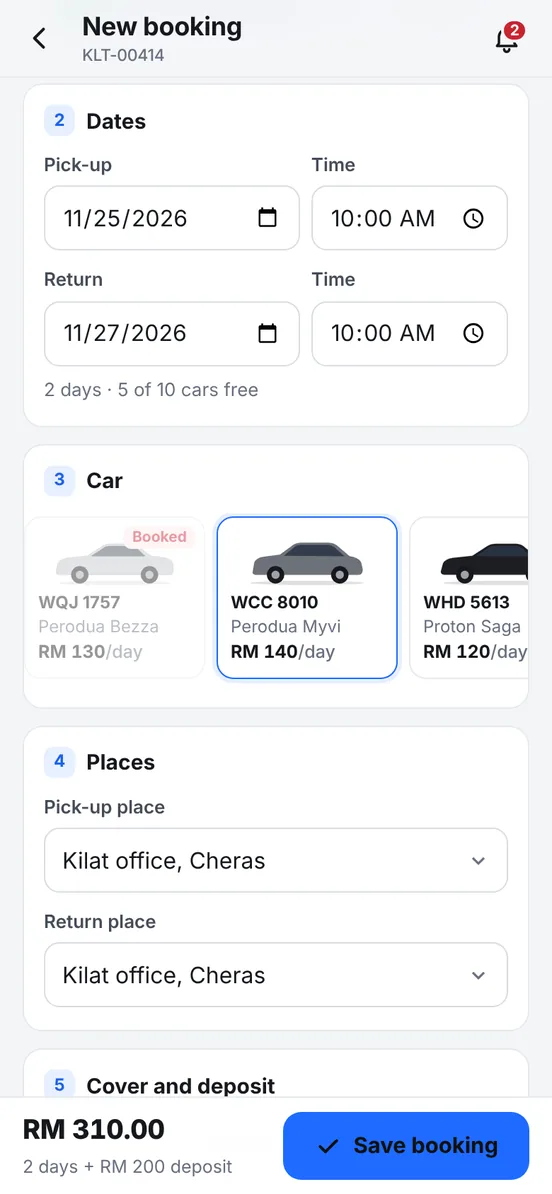 New booking
KLT-00414
2
2 Dates
Pick-up Time
11/25/2026 10:00 AM
Return Time
11/27/2026 10:00 AM
2 days · 5 of 10 cars free
3 Car
Booked
WQJ 1757
Perodua Bezza
RM 130/day
WCC 8010
Perodua Myvi
RM 140/day
WHD 5613
Proton Saga
RM 120/day
4 Places
Pick-up place
Kilat office, Cheras
Return place
Kilat office, Cheras
5 Cover and deposit
RM 310.00
2 days + RM 200 deposit
Save booking